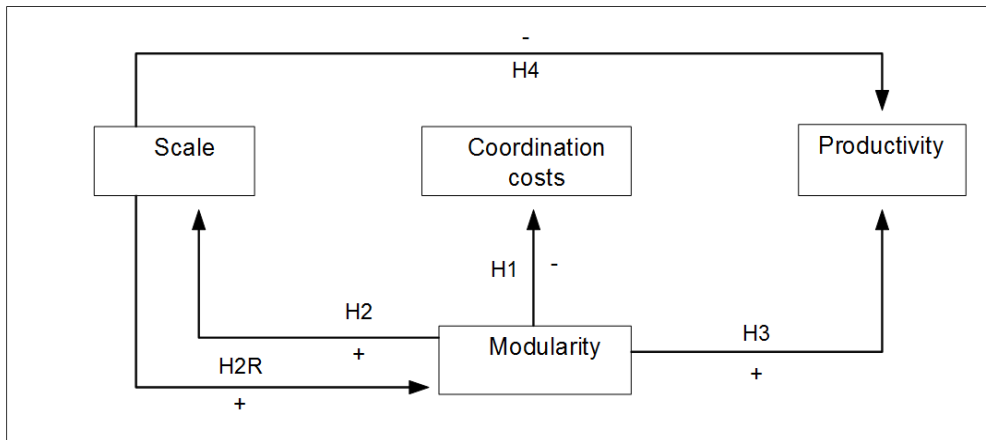 -
H4
Scale
Coordination
costs
Productivity
H1
-
H2
+
Modularity
H3
+
H2R
+